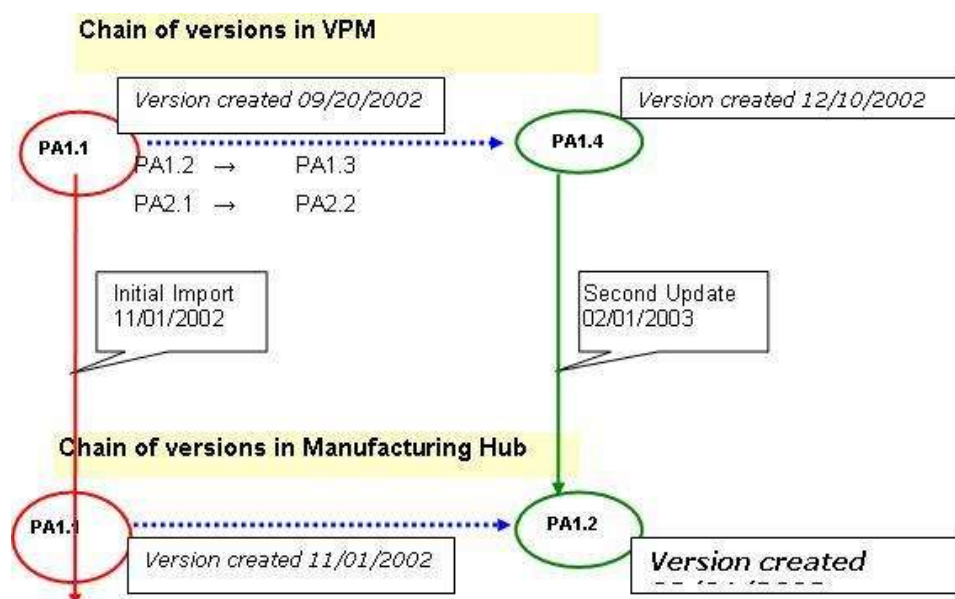 Chain of versions in VPM
Version created 09/20/2002
Version created 12/10/2002
PA1.1
PA1.4
PA1.2 → PA1.3
PA2.1 → PA2.2
Initial Import
11/01/2002
Second Update
02/01/2003
Chain of versions in Manufacturing Hub
PA1.1
PA1.2
Version created 11/01/2002
Version created